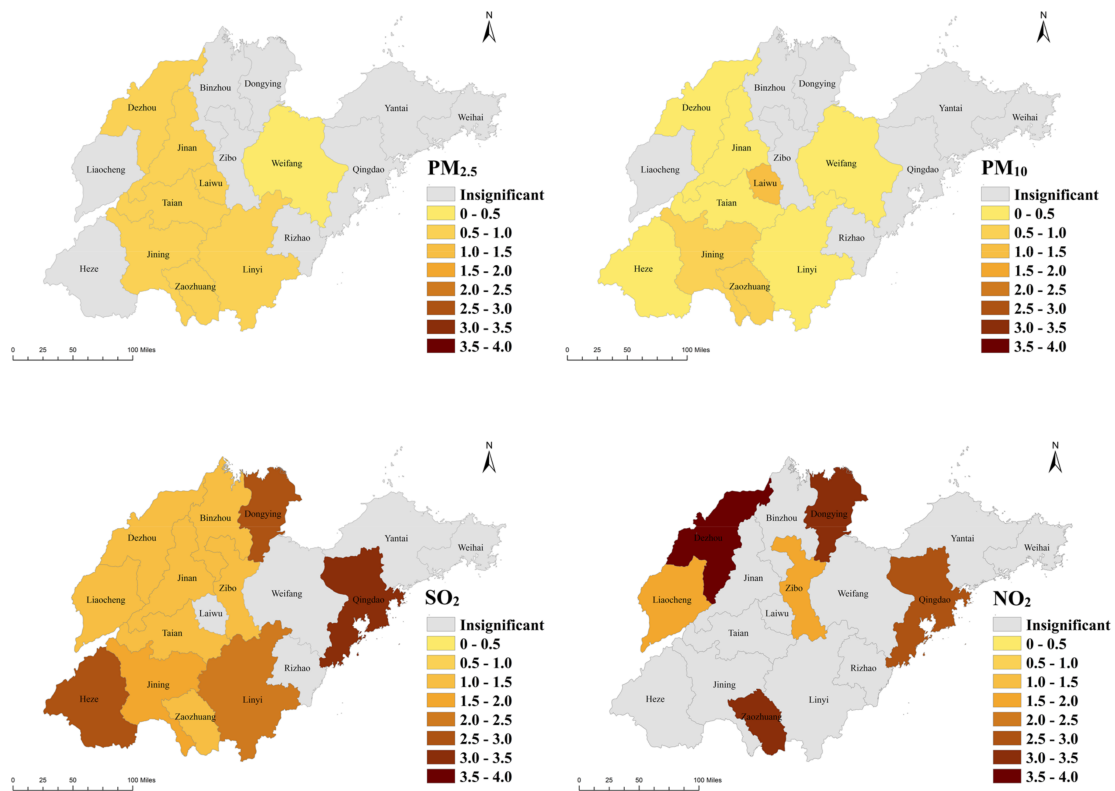 N
Binzhou
Dongying
Dezhou
Yantai
Weihai
Jinan
Zibo
Liaocheng
Weifang
Qingdao
Laiwu
Taian
Rizhao
Jining
Heze
Linyi
Zaozhuang
PM2.5
Insignificant
0 - 0.5
0.5 - 1.0
1.0 - 1.5
1.5 - 2.0
2.0 - 2.5
2.5 - 3.0
3.0 - 3.5
3.5 - 4.0
0 25 50 100 Miles
N
Binzhou
Dongying
Dezhou
Yantai
Weihai
Jinan
Zibo
Liaocheng
Weifang
Qingdao
Laiwu
Taian
Rizhao
Jining
Heze
Linyi
Zaozhuang
PM10
Insignificant
0 - 0.5
0.5 - 1.0
1.0 - 1.5
1.5 - 2.0
2.0 - 2.5
2.5 - 3.0
3.0 - 3.5
3.5 - 4.0
0 25 50 100 Miles
N
Binzhou
Dongying
Dezhou
Yantai
Weihai
Jinan
Zibo
Liaocheng
Weifang
Qingdao
Laiwu
Taian
Rizhao
Jining
Heze
Linyi
Zaozhuang
SO2
Insignificant
0 - 0.5
0.5 - 1.0
1.0 - 1.5
1.5 - 2.0
2.0 - 2.5
2.5 - 3.0
3.0 - 3.5
3.5 - 4.0
0 25 50 100 Miles
N
Binzhou
Dongying
Dezhou
Yantai
Weihai
Jinan
Zibo
Liaocheng
Weifang
Qingdao
Laiwu
Taian
Rizhao
Jining
Heze
Linyi
Zaozhuang
NO2
Insignificant
0 - 0.5
0.5 - 1.0
1.0 - 1.5
1.5 - 2.0
2.0 - 2.5
2.5 - 3.0
3.0 - 3.5
3.5 - 4.0
0 25 50 100 Miles